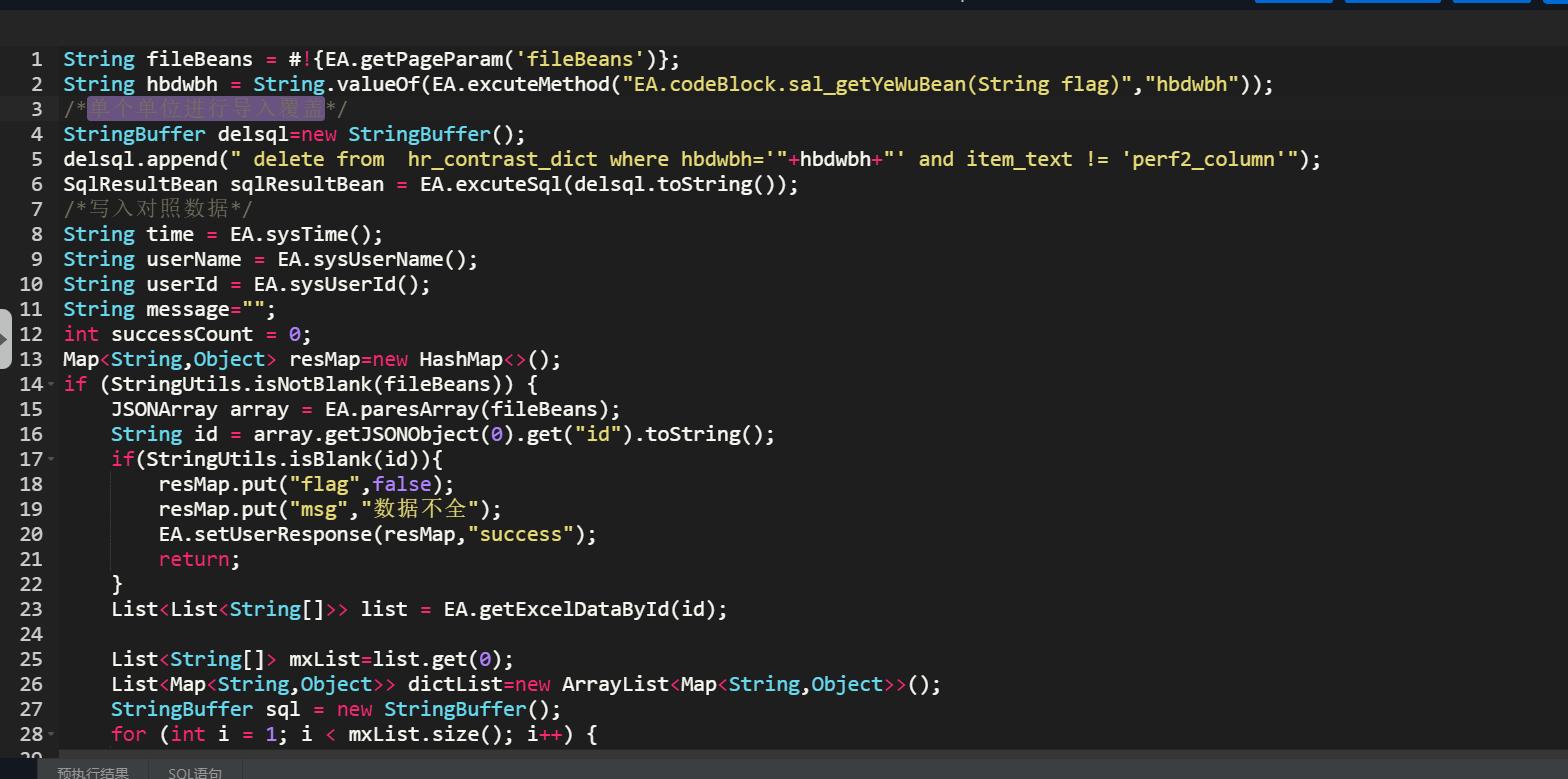 1 String fileBeans = #!{EA.getPageParam('fileBeans')};
2 String hbdwbh = String.valueOf(EA.excuteMethod("EA.codeBlock.sal_getYeWuBean(String flag)","hbdwbh"));
3 /*单个单位进行导入覆盖*/
4 StringBuffer delsql=new StringBuffer();
5 delsql.append(" delete from  hr_contrast_dict where hbdwbh='"+hbdwbh+"' and item_text != 'perf2_column'");
6 SqlResultBean sqlResultBean = EA.excuteSql(delsql.toString());
7 /*写入对照数据*/
8 String time = EA.sysTime();
9 String userName = EA.sysUserName();
10 String userId = EA.sysUserId();
11 String message="";
12 int successCount = 0;
13 Map<String,Object> resMap=new HashMap<>();
14 if (StringUtils.isNotBlank(fileBeans)) {
15     JSONArray array = EA.paresArray(fileBeans);
16     String id = array.getJSONObject(0).get("id").toString();
17     if(StringUtils.isBlank(id)){
18         resMap.put("flag",false);
19         resMap.put("msg","数据不全");
20         EA.setUserResponse(resMap,"success");
21         return;
22     }
23     List<List<String[]>> list = EA.getExcelDataById(id);
24
25     List<String[]> mxList=list.get(0);
26     List<Map<String,Object>> dictList=new ArrayList<Map<String,Object>>();
27     StringBuffer sql = new StringBuffer();
28     for (int i = 1; i < mxList.size(); i++) {
29
预执行结果 SQL语句